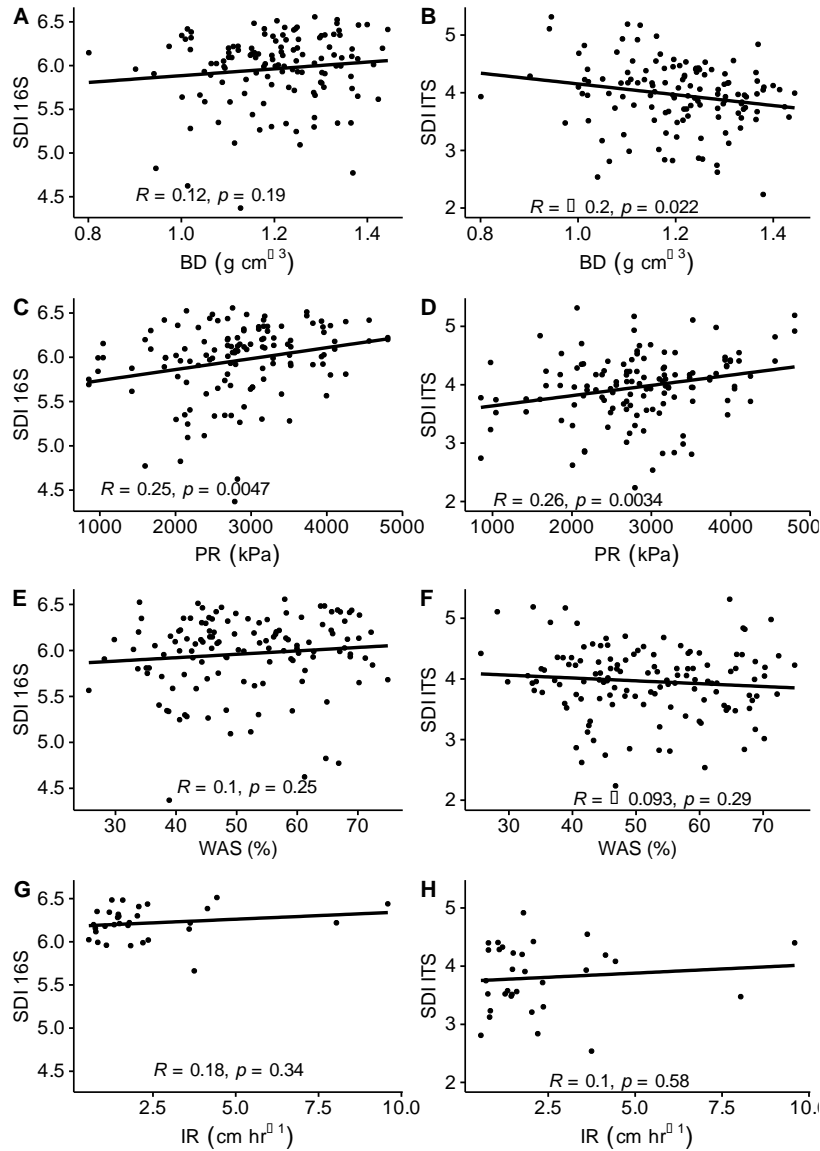 A
6.5
6.0
5.5
5.0
4.5
SDI 16S
R = 0.12, p = 0.19
0.8 1.0 1.2 1.4
BD (g cm▯ 3)
B
5
4
3
2
SDI ITS
R = ▯ 0.2, p = 0.022
0.8 1.0 1.2 1.4
BD (g cm▯ 3)
C
6.5
6.0
5.5
5.0
4.5
SDI 16S
R = 0.25, p = 0.0047
1000 2000 3000 4000 5000
PR (kPa)
D
5
4
3
2
SDI ITS
R = 0.26, p = 0.0034
1000 2000 3000 4000 5000
PR (kPa)
E
6.5
6.0
5.5
5.0
4.5
SDI 16S
R = 0.1, p = 0.25
30 40 50 60 70
WAS (%)
F
5
4
3
2
SDI ITS
R = ▯ 0.093, p = 0.29
30 40 50 60 70
WAS (%)
G
6.5
6.0
5.5
5.0
4.5
SDI 16S
R = 0.18, p = 0.34
2.5 5.0 7.5 10.0
IR (cm hr▯ 1)
H
5
4
3
2
SDI ITS
R = 0.1, p = 0.58
2.5 5.0 7.5 10.0
IR (cm hr▯ 1)